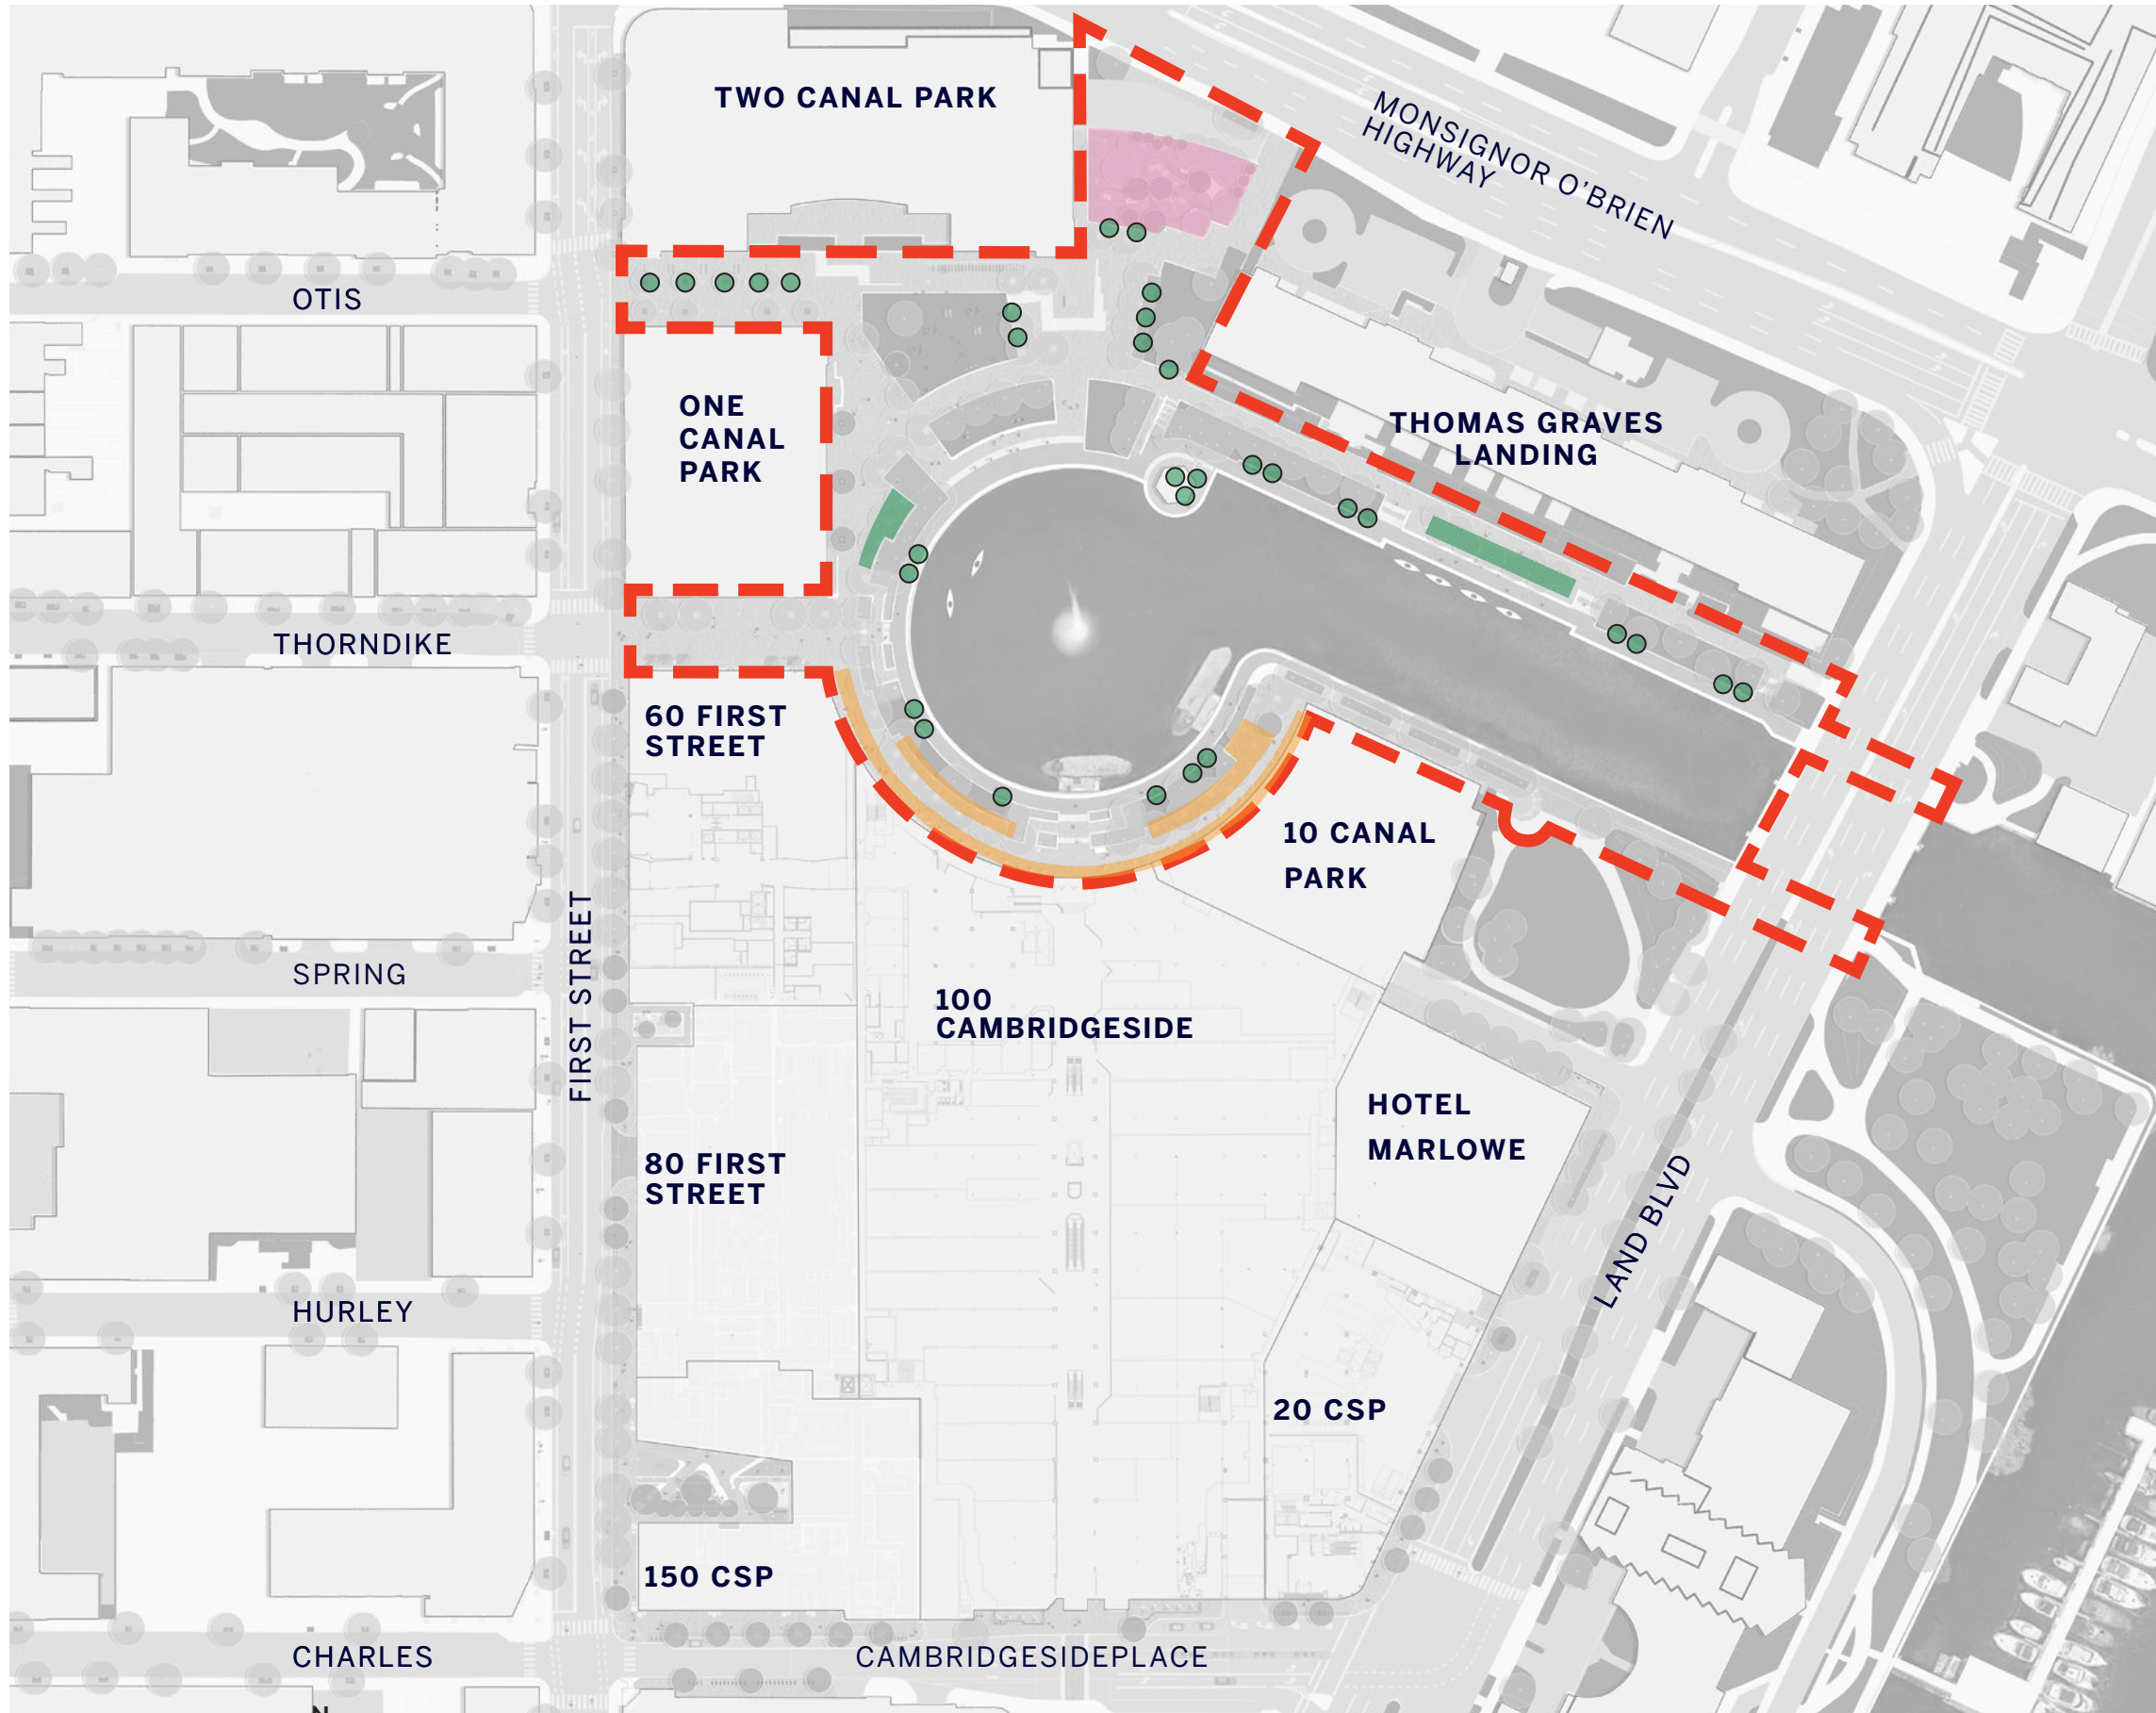 TWO CANAL PARK
MONSIGNOR O'BRIEN
HIGHWAY
OTIS
ONE
CANAL
PARK
THOMAS GRAVES
LANDING
THORNDIKE
60 FIRST
STREET
10 CANAL
PARK
FIRST STREET
SPRING
100
CAMBRIDGESIDE
HOTEL
MARLOWE
80 FIRST
STREET
LAND BLVD
HURLEY
20 CSP
150 CSP
CHARLES
CAMBRIDGESIDEPLACE